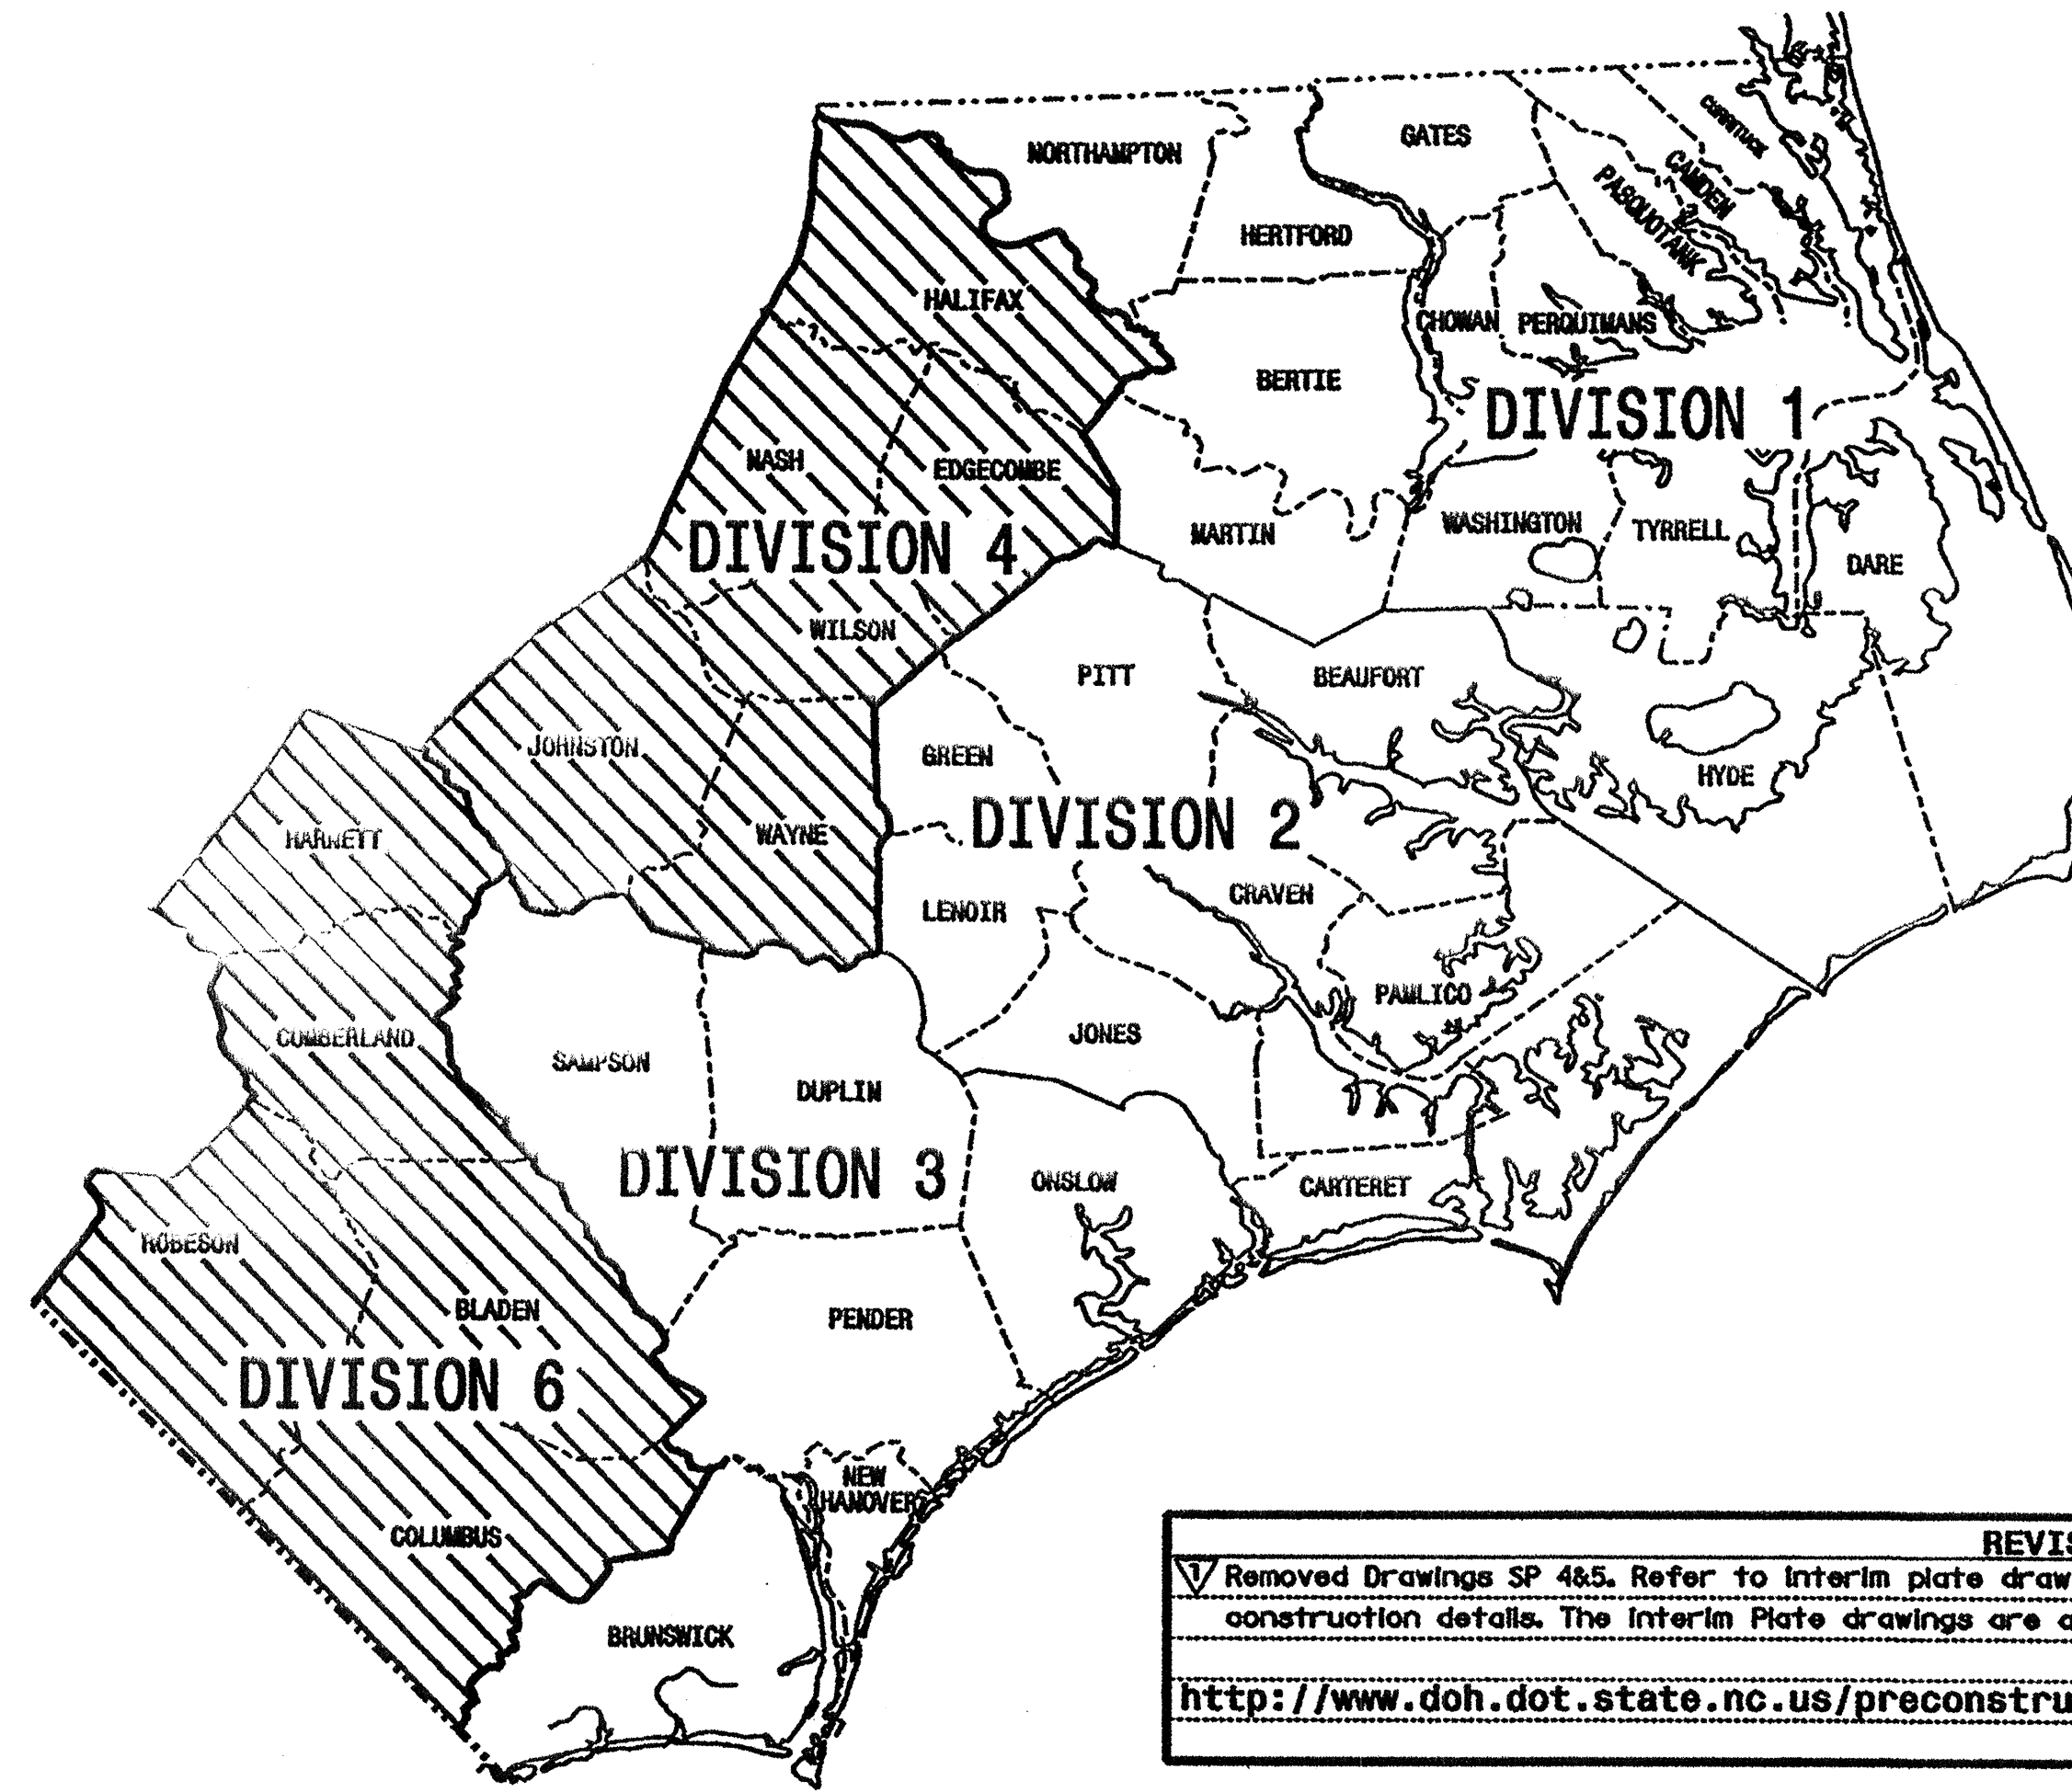 NORTHAMPTON
GATES
CURRITUCK
CAMDEN
PASQUOTANK
HERTFORD
HALIFAX
CHOWAN
PERQUIMANS
BERTIE
DIVISION 1
NASH
EDGECOMBE
MARTIN
WASHINGTON
TYRRELL
DARE
DIVISION 4
WILSON
PITT
BEAUFORT
JOHNSTON
GREEN
HYDE
HARNETT
WAYNE
DIVISION 2
LENOIR
CRAVEN
PAMLICO
CUMBERLAND
SAMPSON
DUPLIN
JONES
DIVISION 3
ONSLOW
CARTERET
ROBESON
BLADEN
PENDER
DIVISION 6
NEW
HANOVER
COLUMBUS
BRUNSWICK
REVIS
1 Removed Drawings SP 4&5. Refer to interim plate draw
construction details. The Interim Plate drawings are a
http://www.doh.dot.state.nc.us/preconstru